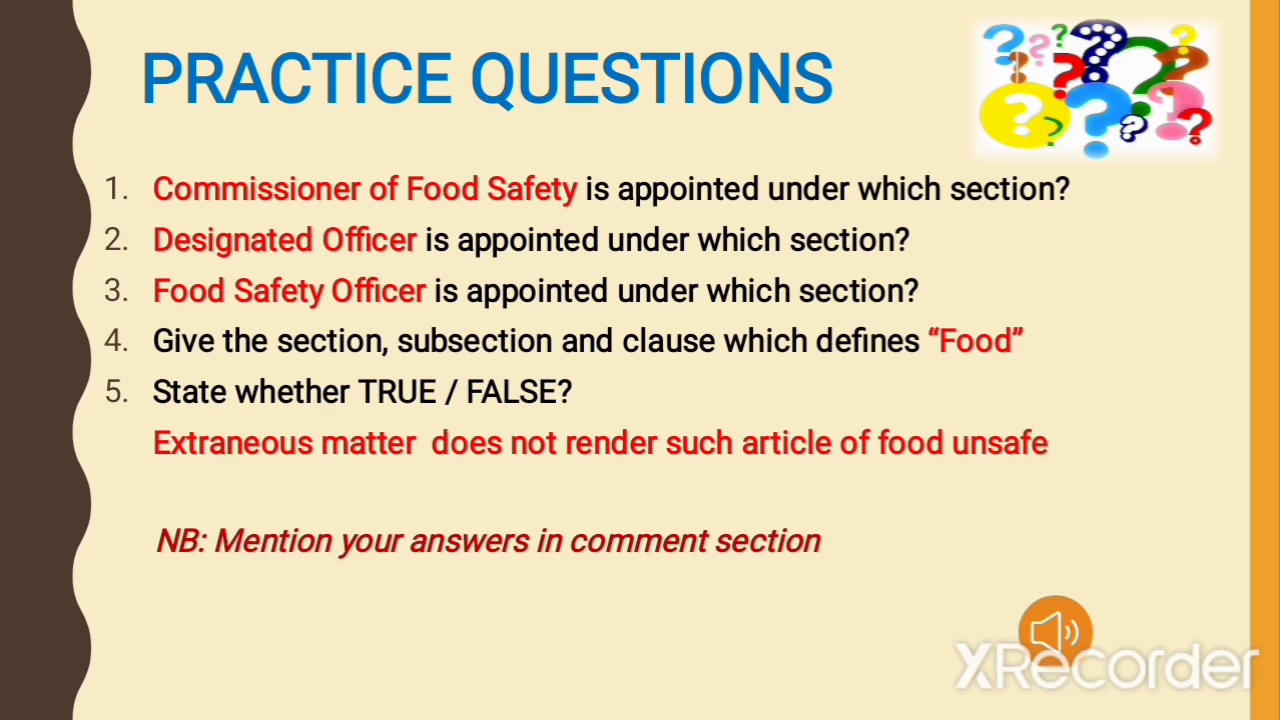 PRACTICE QUESTIONS
1. Commissioner of Food Safety is appointed under which section?
2. Designated Officer is appointed under which section?
3. Food Safety Officer is appointed under which section?
4. Give the section, subsection and clause which defines “Food”
5. State whether TRUE / FALSE?
Extraneous matter does not render such article of food unsafe
NB: Mention your answers in comment section
XRecorder